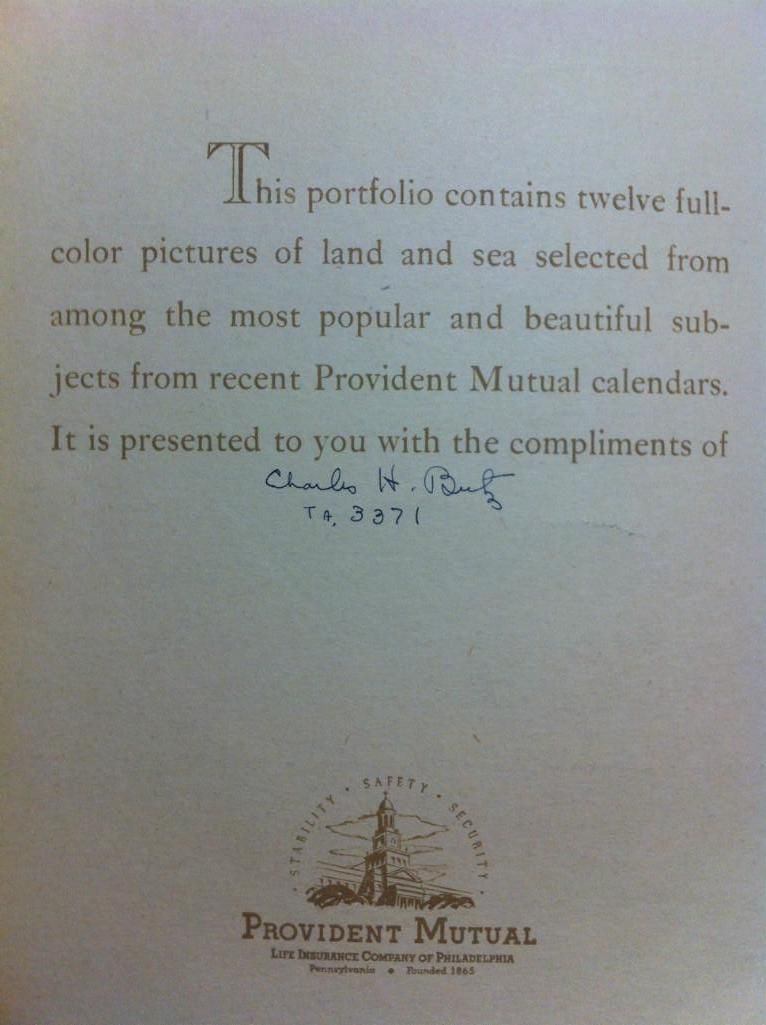 This portfolio contains twelve full-
color pictures of land and sea selected from
among the most popular and beautiful sub-
jects from recent Provident Mutual calendars.
It is presented to you with the compliments of
Charles H. Butz
TA. 3371
· STABILITY · SAFETY · SECURITY ·
PROVIDENT MUTUAL
LIFE INSURANCE COMPANY OF PHILADELPHIA
Pennsylvania • Founded 1865